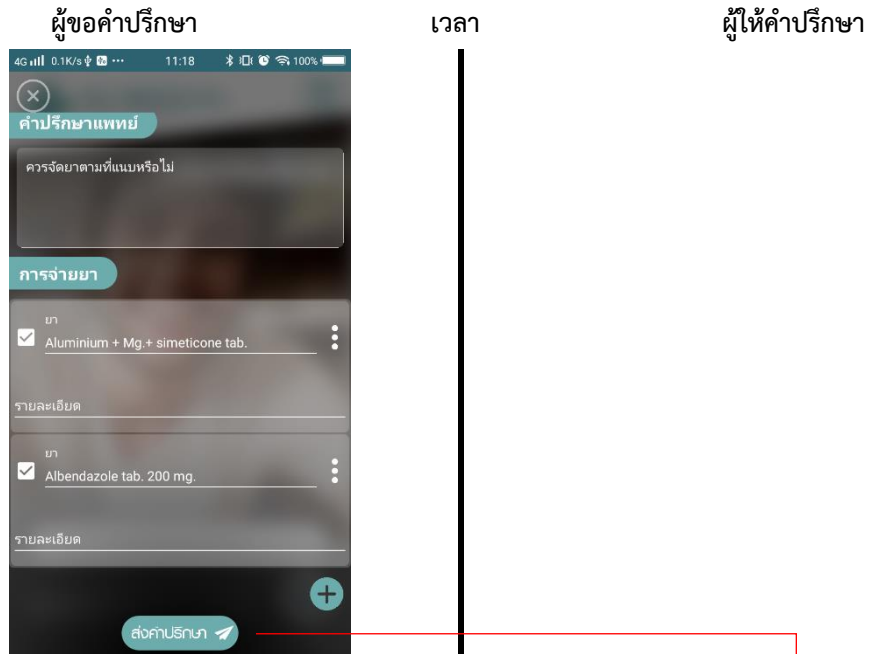 ผู้ขอคำปรึกษา เวลา ผู้ให้คำปรึกษา
4G 0.1K/s ••• 11:18 100%
คำปรึกษาแพทย์
ควรจัดยาตามที่แนบหรือไม่
การจ่ายยา
ยา
Aluminium + Mg.+ simeticone tab.
รายละเอียด
ยา
Albendazole tab. 200 mg.
รายละเอียด
ส่งคำปรึกษา